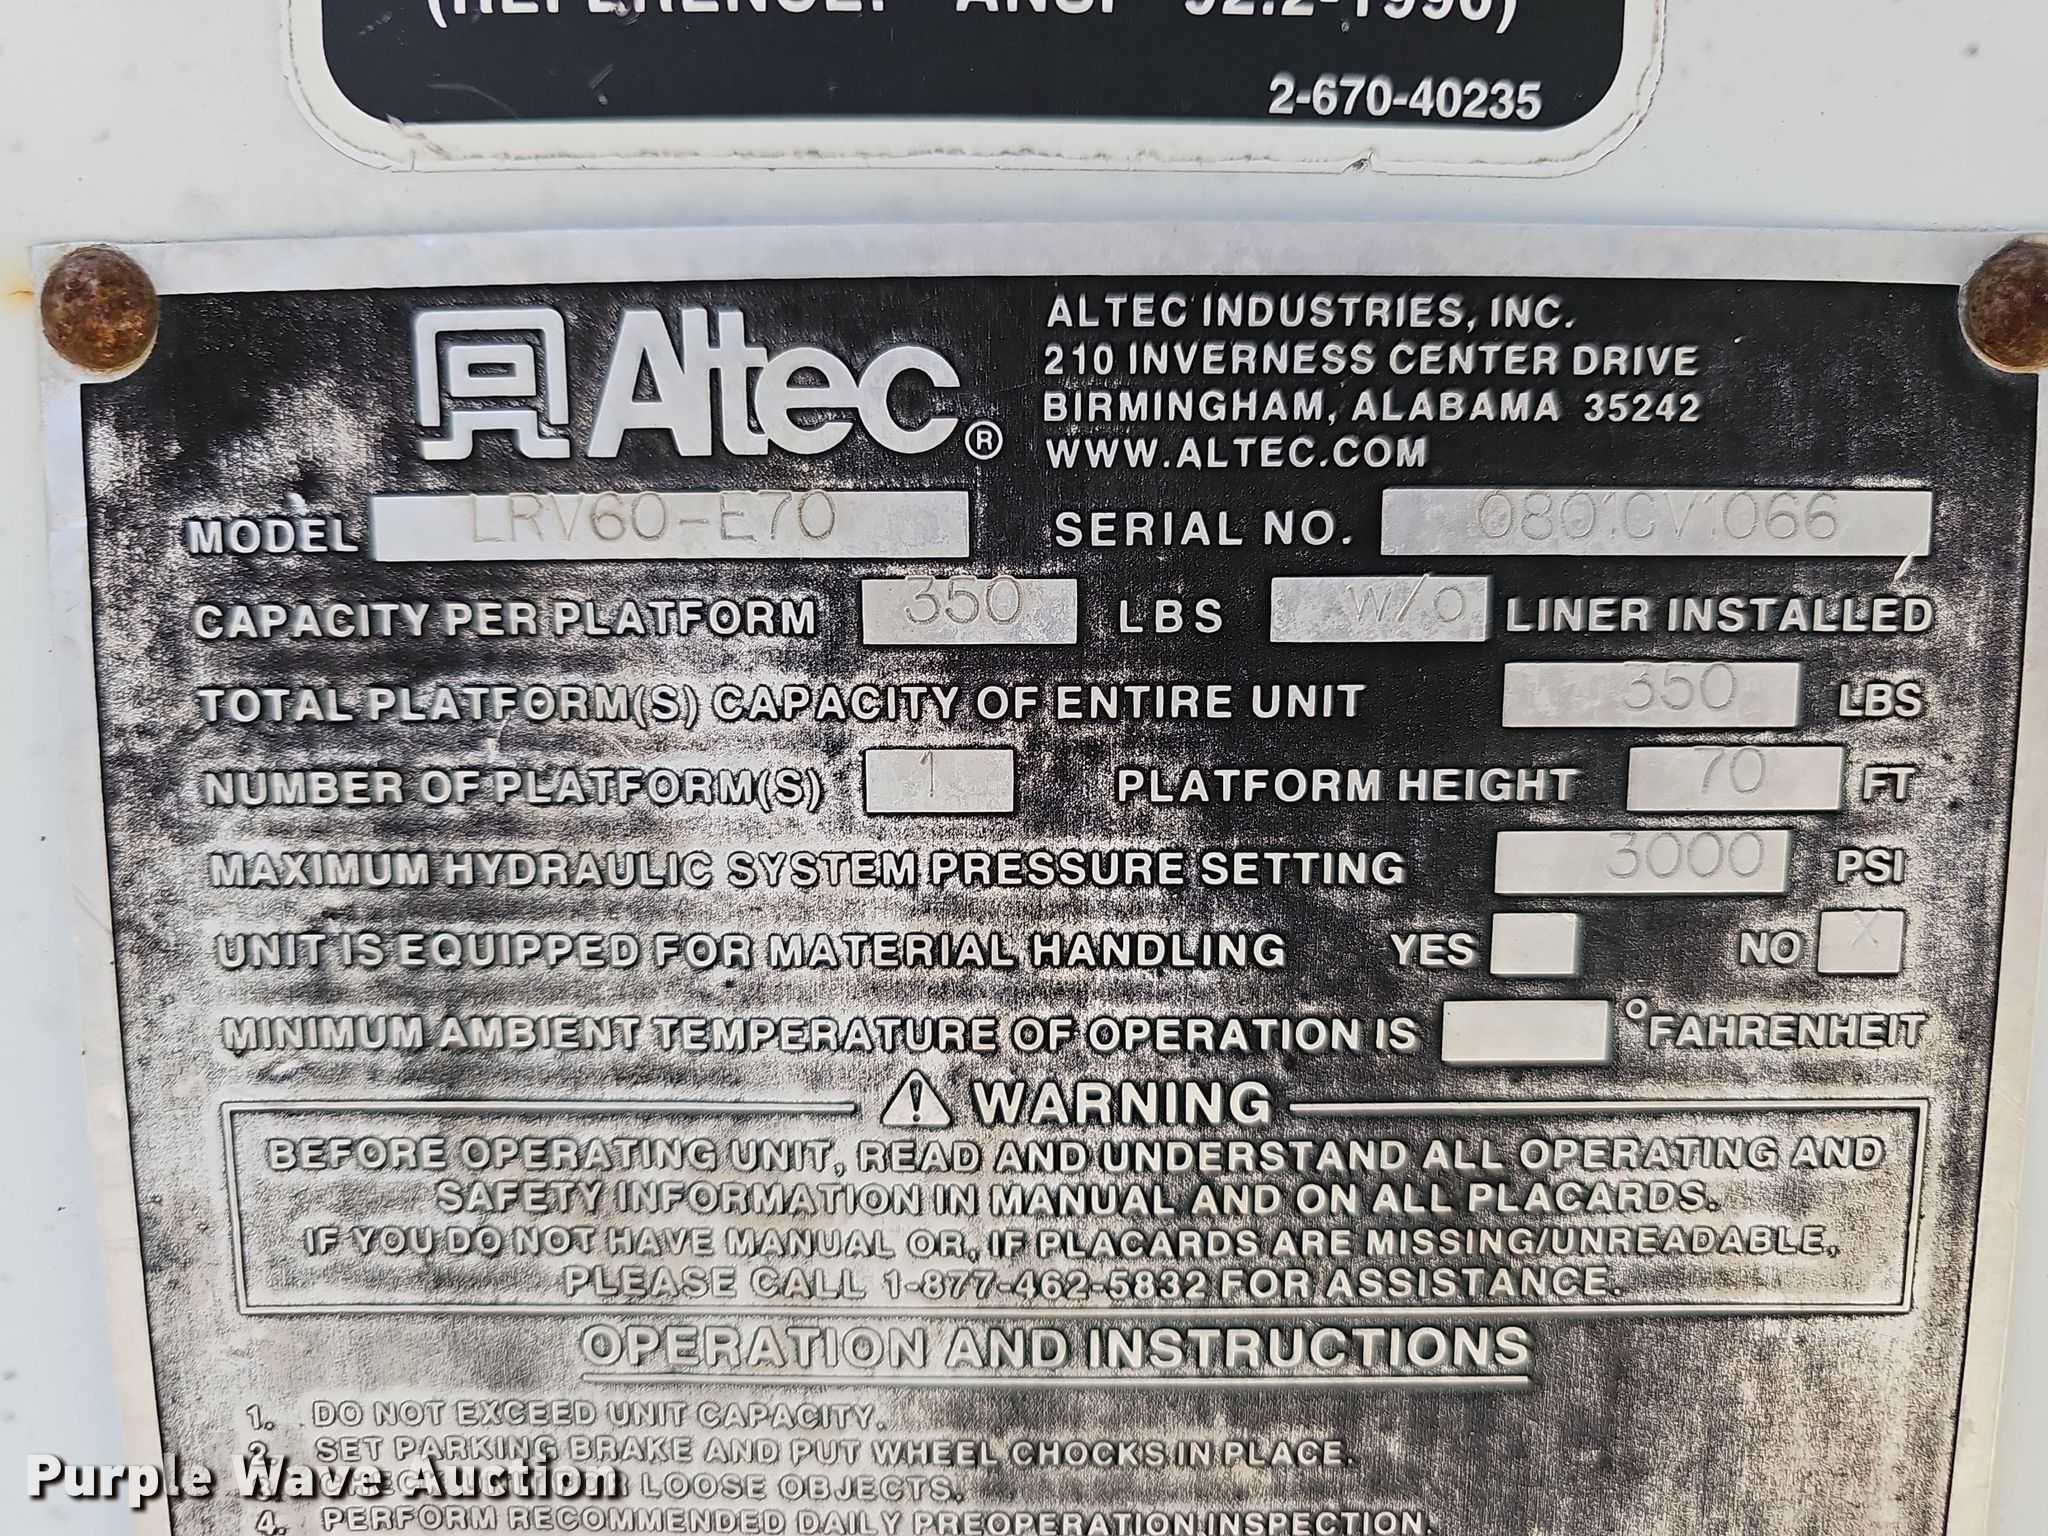 (REFERENCE: ANSI 92.2-1990)
2-670-40235
Altec®
ALTEC INDUSTRIES, INC.
210 INVERNESS CENTER DRIVE
BIRMINGHAM, ALABAMA 35242
WWW.ALTEC.COM
MODEL LRV60-E70 SERIAL NO. 0801CV1066
CAPACITY PER PLATFORM 350 LBS w/o LINER INSTALLED
TOTAL PLATFORM(S) CAPACITY OF ENTIRE UNIT 350 LBS
NUMBER OF PLATFORM(S) 1 PLATFORM HEIGHT 70 FT
MAXIMUM HYDRAULIC SYSTEM PRESSURE SETTING 3000 PSI
UNIT IS EQUIPPED FOR MATERIAL HANDLING YES NO X
MINIMUM AMBIENT TEMPERATURE OF OPERATION IS °FAHRENHEIT
WARNING
BEFORE OPERATING UNIT, READ AND UNDERSTAND ALL OPERATING AND
SAFETY INFORMATION IN MANUAL AND ON ALL PLACARDS.
IF YOU DO NOT HAVE MANUAL OR, IF PLACARDS ARE MISSING/UNREADABLE,
PLEASE CALL 1-877-462-5832 FOR ASSISTANCE.
OPERATION AND INSTRUCTIONS
1. DO NOT EXCEED UNIT CAPACITY.
2. SET PARKING BRAKE AND PUT WHEEL CHOCKS IN PLACE.
LOOSE OBJECTS.
4. PERFORM RECOMMENDED DAILY PREOPERATION INSPECTION.
Purple Wave Auction